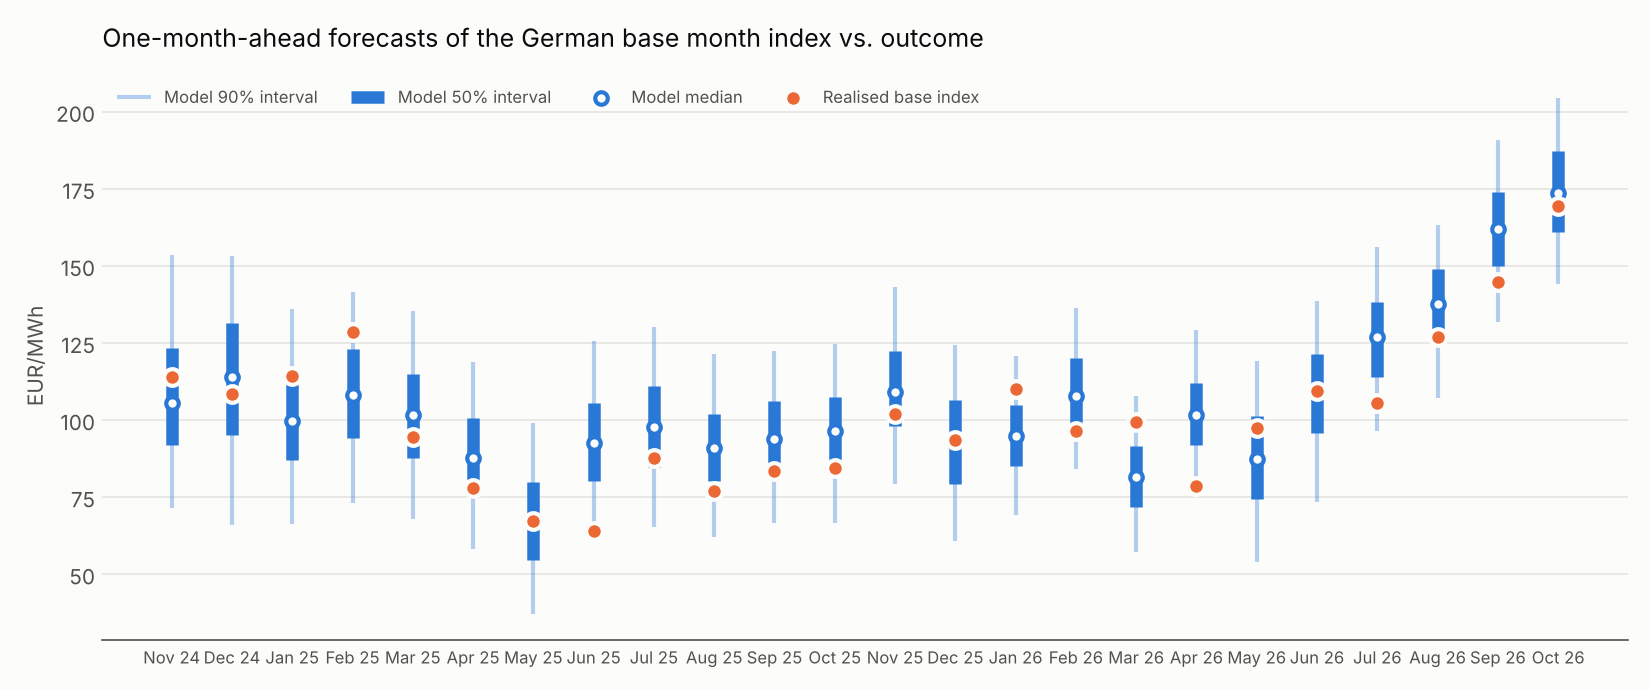 One-month-ahead forecasts of the German base month index vs. outcome
Model 90% interval Model 50% interval Model median Realised base index
200
175
150
125
100
75
50
EUR/MWh
Nov 24 Dec 24 Jan 25 Feb 25 Mar 25 Apr 25 May 25 Jun 25 Jul 25 Aug 25 Sep 25 Oct 25 Nov 25 Dec 25 Jan 26 Feb 26 Mar 26 Apr 26 May 26 Jun 26 Jul 26 Aug 26 Sep 26 Oct 26